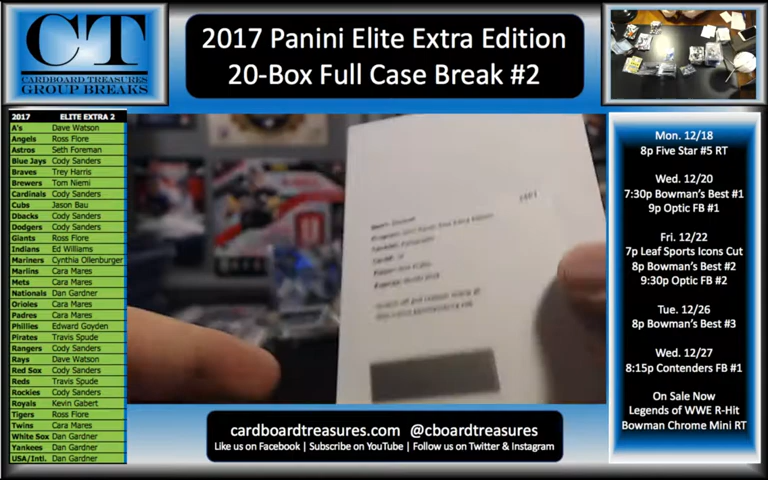 CT
CARDBOARD TREASURES
GROUP BREAKS
2017 Panini Elite Extra Edition
20-Box Full Case Break #2
2017 ELITE EXTRA 2
A's Dave Watson
Angels Ross Fiore
Astros Seth Foreman
Blue Jays Cody Sanders
Braves Trey Harris
Brewers Tom Niemi
Cardinals Cody Sanders
Cubs Jason Bau
Dbacks Cody Sanders
Dodgers Cody Sanders
Giants Ross Fiore
Indians Ed Williams
Mariners Cynthia Ollenburger
Marlins Cara Mares
Mets Cara Mares
Nationals Dan Gardner
Orioles Cara Mares
Padres Cara Mares
Phillies Edward Goyden
Pirates Travis Spude
Rangers Cody Sanders
Rays Dave Watson
Red Sox Cody Sanders
Reds Travis Spude
Rockies Cody Sanders
Royals Kevin Gabert
Tigers Ross Fiore
Twins Cara Mares
White Sox Dan Gardner
Yankees Dan Gardner
USA/Intl. Dan Gardner
Mon. 12/18
8p Five Star #5 RT
Wed. 12/20
7:30p Bowman's Best #1
9p Optic FB #1
Fri. 12/22
7p Leaf Sports Icons Cut
8p Bowman's Best #2
9:30p Optic FB #2
Tue. 12/26
8p Bowman's Best #3
Wed. 12/27
8:15p Contenders FB #1
On Sale Now
Legends of WWE R-Hit
Bowman Chrome Mini RT
cardboardtreasures.com @cboardtreasures
Like us on Facebook | Subscribe on YouTube | Follow us on Twitter & Instagram